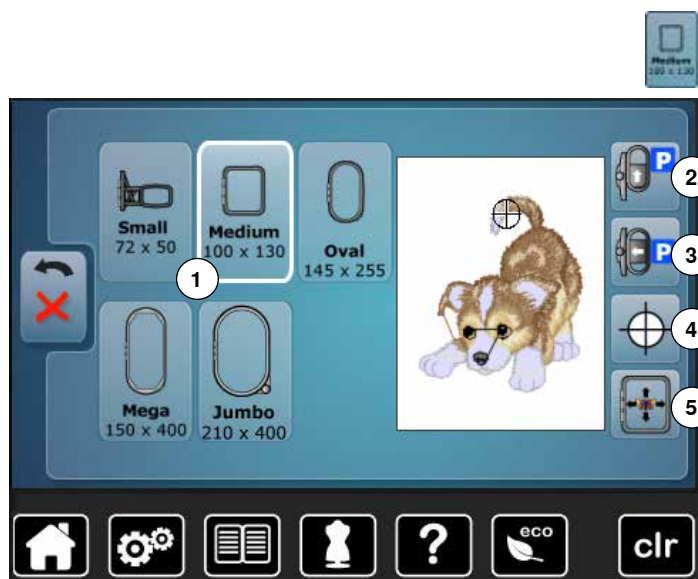 Medium
100 x 130
Small
72 x 50
Medium
100 x 130
Oval
145 x 255
Mega
150 x 400
Jumbo
210 x 400
1
P
2
P
3
4
5
?
eco
clr